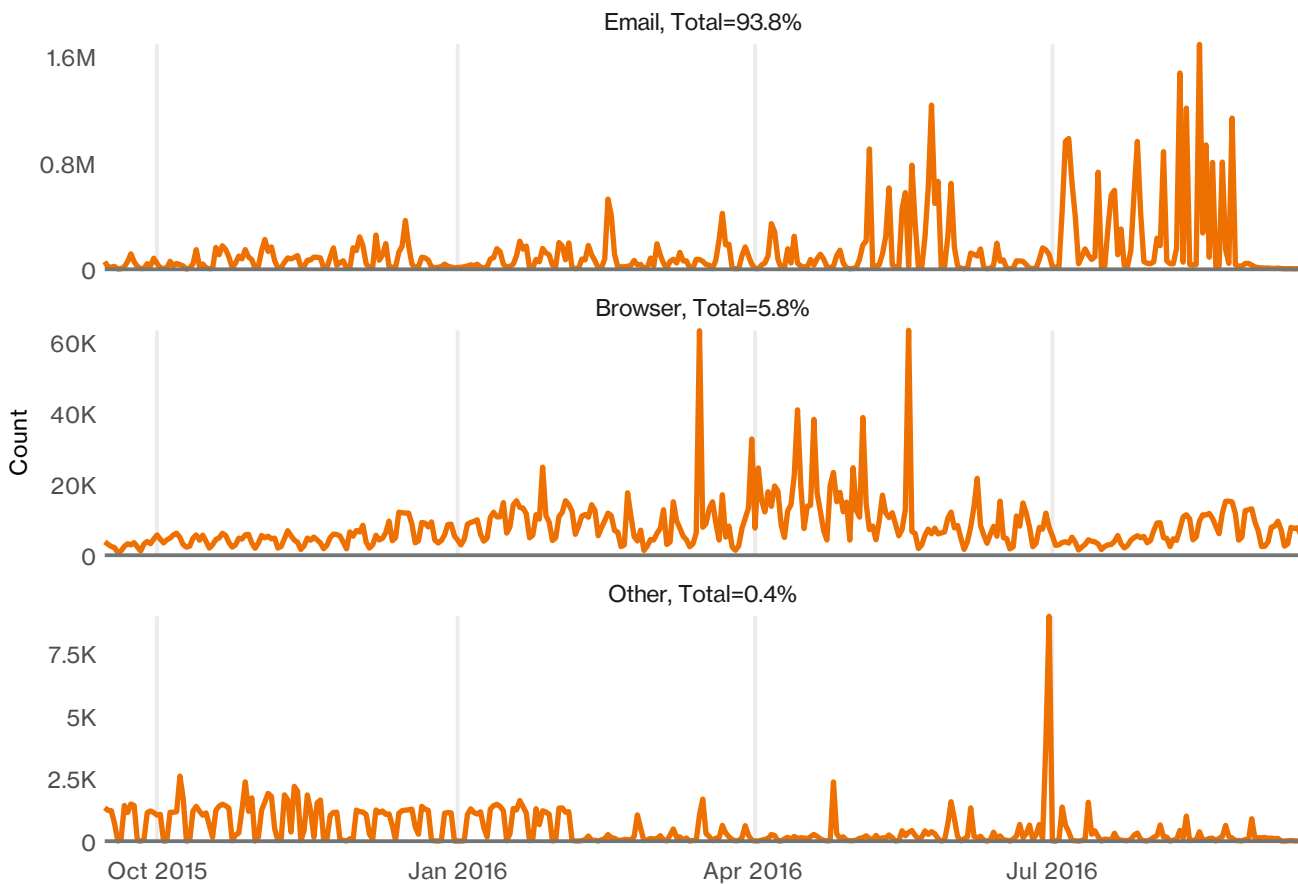 Email, Total=93.8%
1.6M
0.8M
0
Browser, Total=5.8%
60K
40K
20K
0
Count
Other, Total=0.4%
7.5K
5K
2.5K
0
Oct 2015
Jan 2016
Apr 2016
Jul 2016